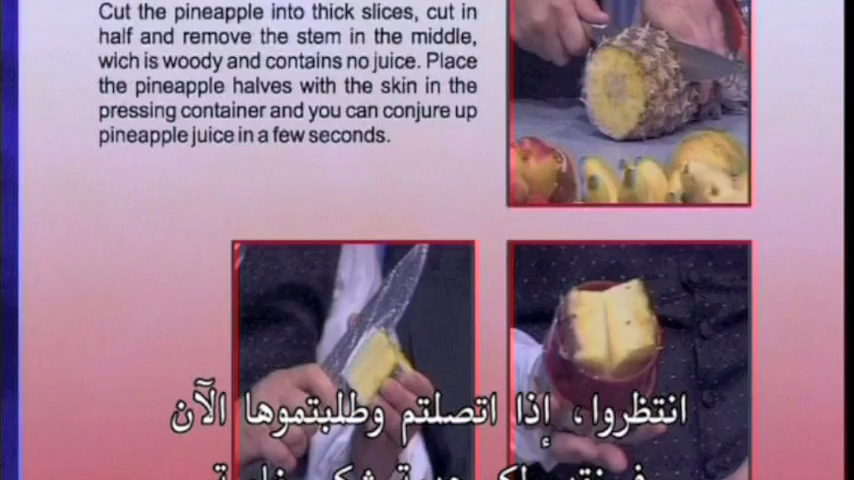 Cut the pineapple into thick slices, cut in
half and remove the stem in the middle,
wich is woody and contains no juice. Place
the pineapple halves with the skin in the
pressing container and you can conjure up
pineapple juice in a few seconds.
انتظروا، إذا اتصلتم وطلبتموها الآن